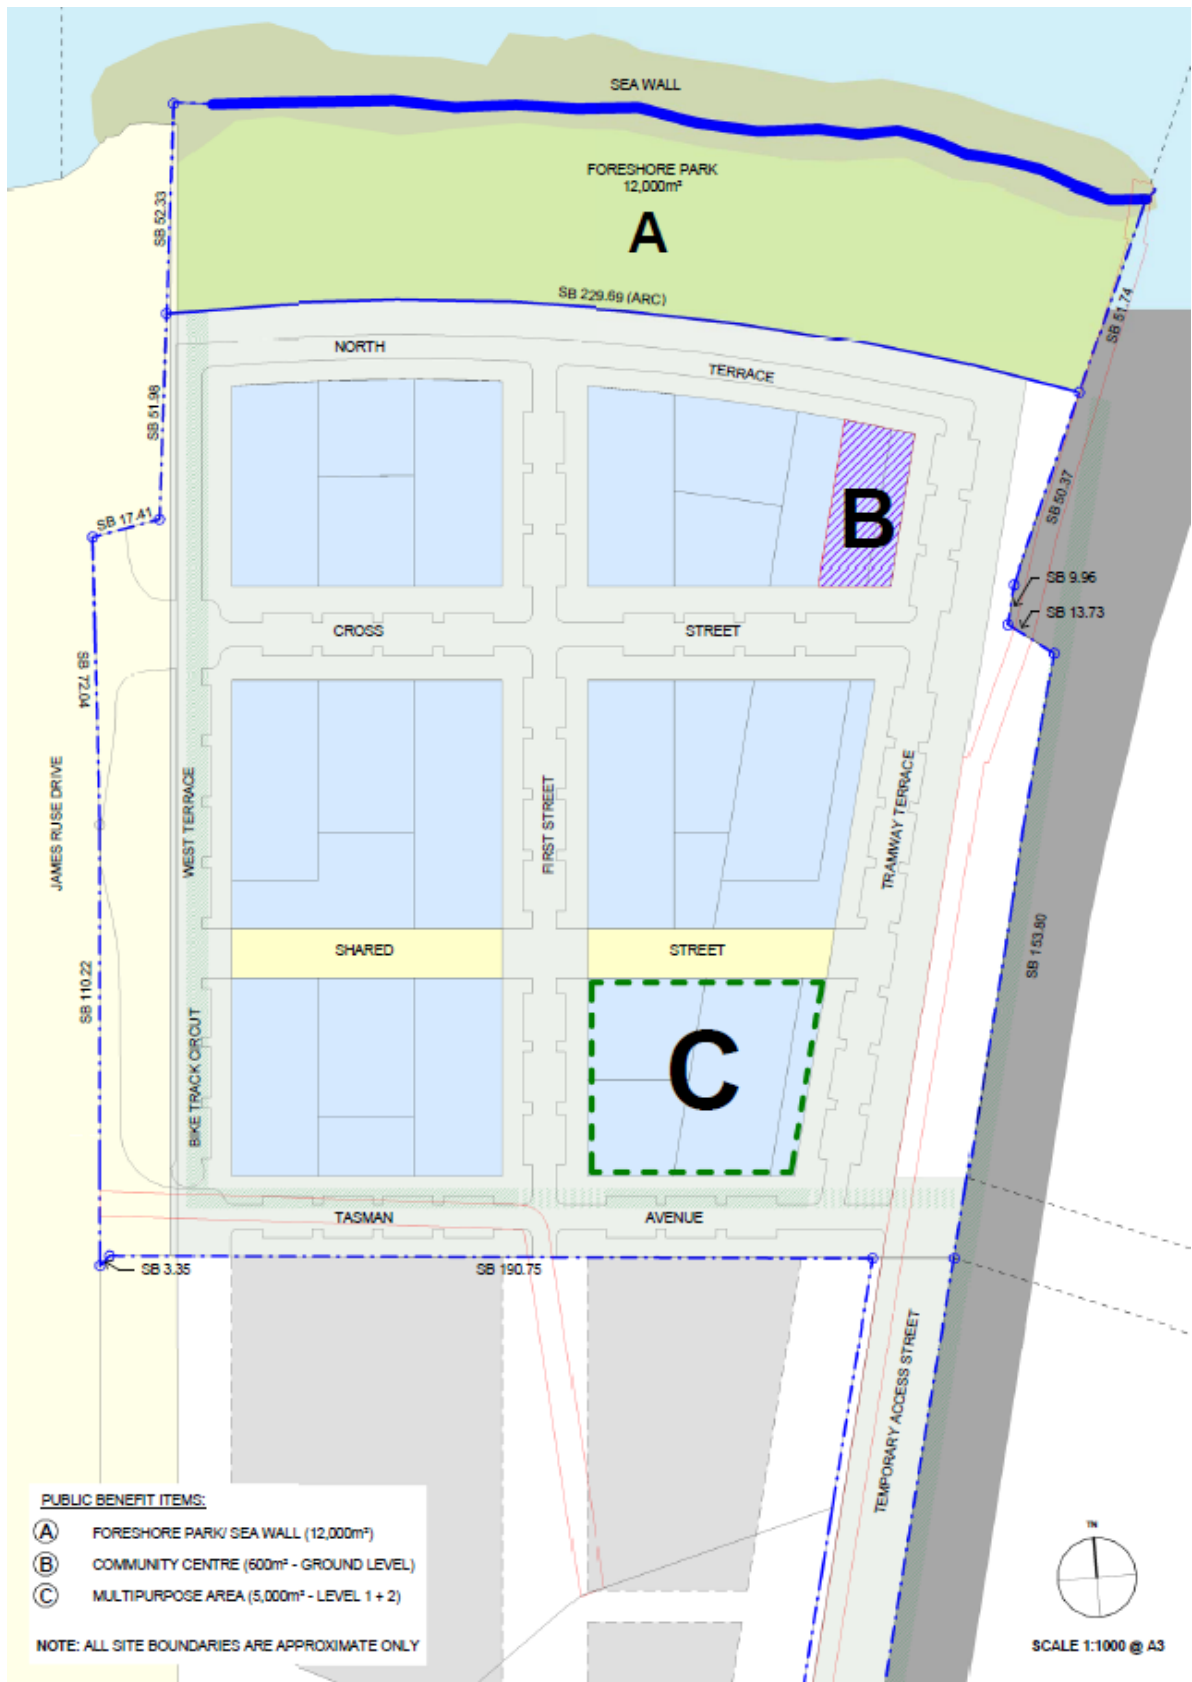 SEA WALL
FORESHORE PARK
12,000m²
A
SB 52.33
SB 229.69 (ARC)
SB 51.74
NORTH
TERRACE
SB 51.98
B
SB 50.37
SB 17.41
SB 9.96
SB 13.73
CROSS
STREET
SB 72.04
JAMES RUSE DRIVE
WEST TERRACE
FIRST STREET
TRAMWAY TERRACE
SHARED
STREET
SB 153.80
SB 110.22
BIKE TRACK CIRCUT
C
TASMAN
AVENUE
SB 3.35
SB 190.75
TEMPORARY ACCESS STREET
PUBLIC BENEFIT ITEMS:
A FORESHORE PARK/ SEA WALL (12,000m²)
B COMMUNITY CENTRE (600m² - GROUND LEVEL)
C MULTIPURPOSE AREA (5,000m² - LEVEL 1 + 2)
NOTE: ALL SITE BOUNDARIES ARE APPROXIMATE ONLY
TN
SCALE 1:1000 @ A3